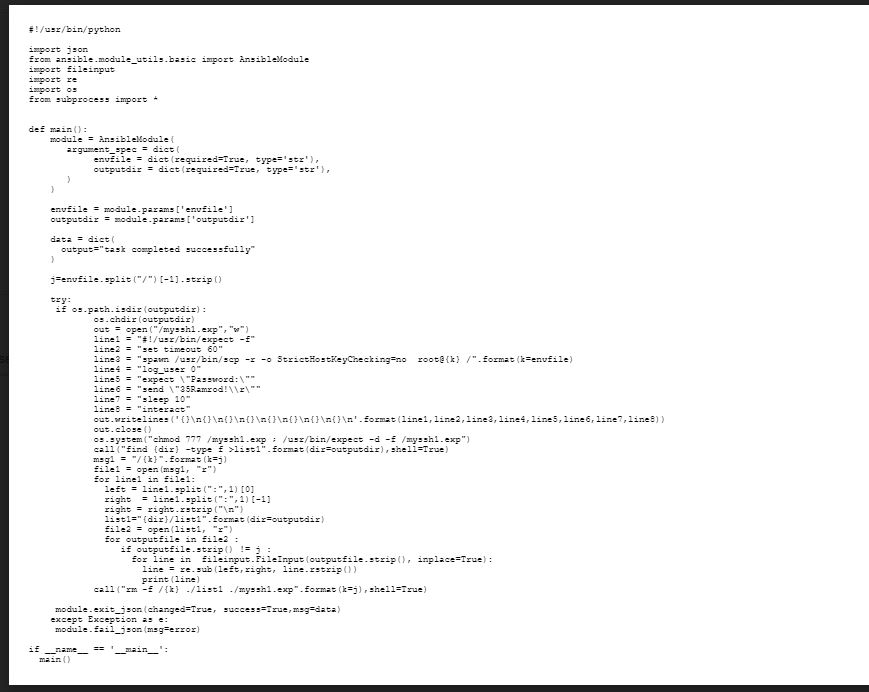 #!/usr/bin/python
import json
from ansible.module_utils.basic import AnsibleModule
import fileinput
import re
import os
from subprocess import *
def main():
module = AnsibleModule(
argument_spec = dict(
envfile = dict(required=True, type='str'),
outputdir = dict(required=True, type='str'),
)
)
envfile = module.params['envfile']
outputdir = module.params['outputdir']
data = dict(
output="task completed successfully"
)
j=envfile.split("/")[-1].strip()
try:
if os.path.isdir(outputdir):
os.chdir(outputdir)
out = open("/myssh1.exp","w")
line1 = "#!/usr/bin/expect -f"
line2 = "set timeout 60"
line3 = "spawn /usr/bin/scp -r -o StrictHostKeyChecking=no  root@{k} /".format(k=envfile)
line4 = "log_user 0"
line5 = "expect \"Password:\""
line6 = "send \"35Ramrod!\\r\""
line7 = "sleep 10"
line8 = "interact"
out.writelines('{}\n{}\n{}\n{}\n{}\n{}\n{}\n{}\n'.format(line1,line2,line3,line4,line5,line6,line7,line8))
out.close()
os.system("chmod 777 /myssh1.exp ; /usr/bin/expect -d -f /myssh1.exp")
call("find {dir} -type f >list1".format(dir=outputdir),shell=True)
msg1 = "/{k}".format(k=j)
file1 = open(msg1, "r")
for line1 in file1:
left = line1.split(":",1)[0]
right  = line1.split(":",1)[-1]
right = right.rstrip("\n")
list1="{dir}/list1".format(dir=outputdir)
file2 = open(list1, "r")
for outputfile in file2 :
if outputfile.strip() != j :
for line in  fileinput.FileInput(outputfile.strip(), inplace=True):
line = re.sub(left,right, line.rstrip())
print(line)
call("rm -f /{k} ./list1 ./myssh1.exp".format(k=j),shell=True)
module.exit_json(changed=True, success=True,msg=data)
except Exception as e:
module.fail_json(msg=error)
if __name__ == '__main__':
main()